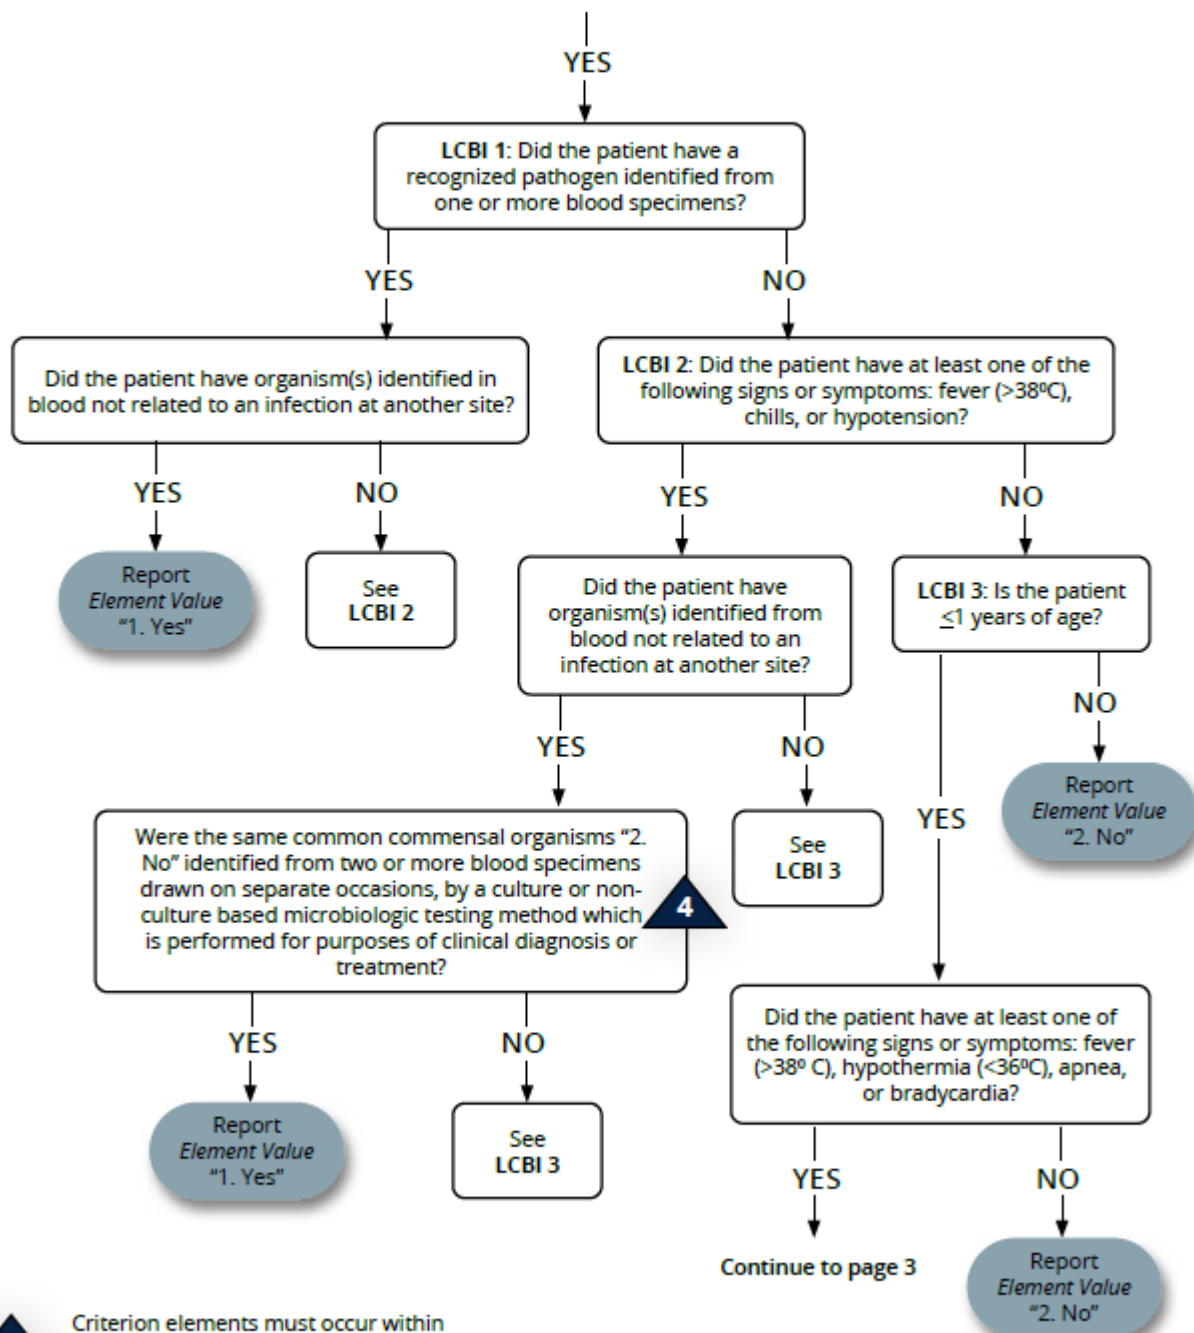 YES
LCBI 1: Did the patient have a
recognized pathogen identified from
one or more blood specimens?
YES
NO
Did the patient have organism(s) identified in
blood not related to an infection at another site?
LCBI 2: Did the patient have at least one of the
following signs or symptoms: fever (>38ºC),
chills, or hypotension?
YES
NO
YES
NO
Report
Element Value
“1. Yes”
See
LCBI 2
Did the patient have
organism(s) identified from
blood not related to an
infection at another site?
LCBI 3: Is the patient
≤1 years of age?
YES
NO
YES
NO
Report
Element Value
“2. No”
Were the same common commensal organisms “2.
No” identified from two or more blood specimens
drawn on separate occasions, by a culture or non-
culture based microbiologic testing method which
is performed for purposes of clinical diagnosis or
treatment?
4
See
LCBI 3
YES
NO
Did the patient have at least one of
the following signs or symptoms: fever
(>38º C), hypothermia (<36ºC), apnea,
or bradycardia?
Report
Element Value
“1. Yes”
See
LCBI 3
YES
NO
Continue to page 3
Report
Element Value
“2. No”
Criterion elements must occur within